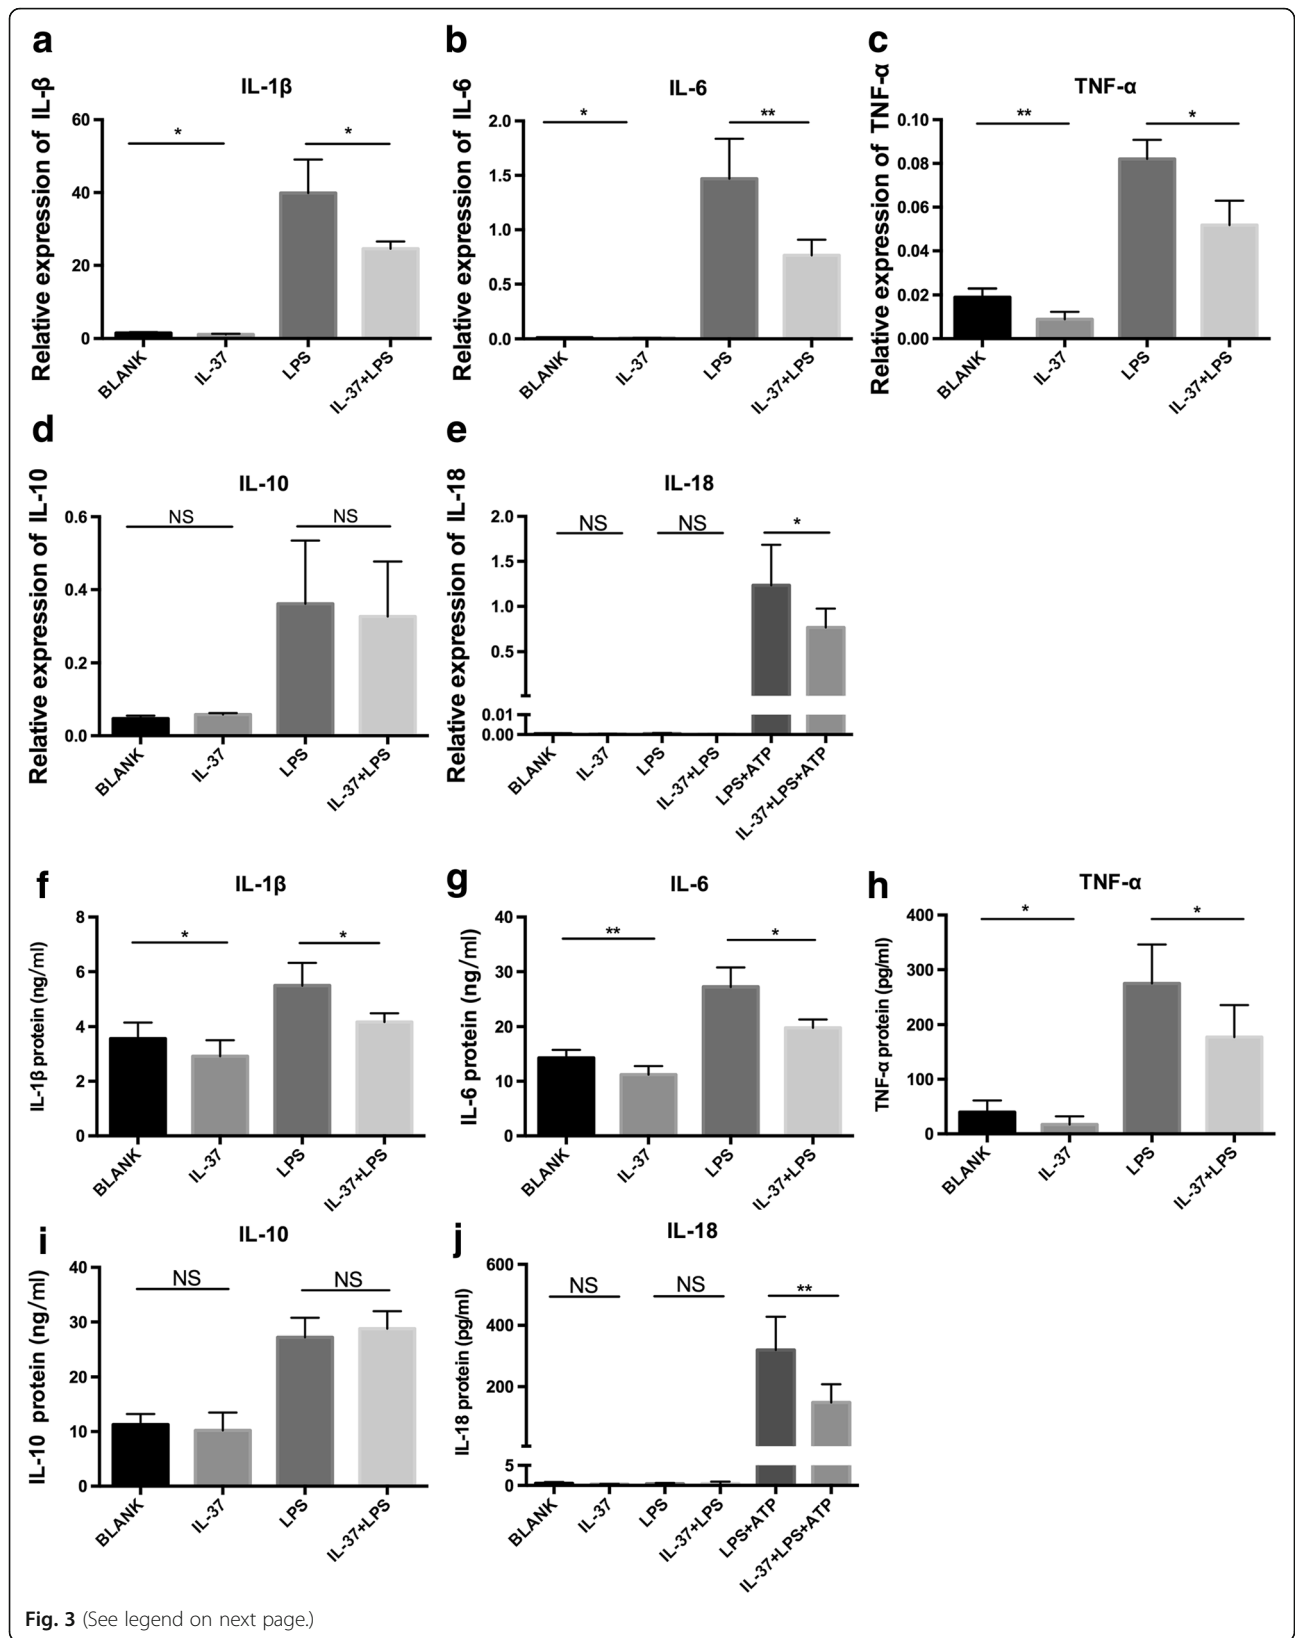 a
IL-1β
Relative expression of IL-β
60
40
20
0
*
*
BLANK
IL-37
LPS
IL-37+LPS
b
IL-6
Relative expression of IL-6
2.0
1.5
1.0
0.5
0.0
*
**
BLANK
IL-37
LPS
IL-37+LPS
c
TNF-α
Relative expression of TNF-α
0.10
0.08
0.06
0.04
0.02
0.00
**
*
BLANK
IL-37
LPS
IL-37+LPS
d
IL-10
Relative expression of IL-10
0.6
0.4
0.2
0.0
NS
NS
BLANK
IL-37
LPS
IL-37+LPS
e
IL-18
Relative expression of IL-18
2.0
1.5
1.0
0.5
0.01
0.00
NS
NS
*
BLANK
IL-37
LPS
IL-37+LPS
LPS+ATP
IL-37+LPS+ATP
f
IL-1β
IL-1β protein (ng/ml)
8
6
4
2
0
*
*
BLANK
IL-37
LPS
IL-37+LPS
g
IL-6
IL-6 protein (ng/ml)
40
30
20
10
0
**
*
BLANK
IL-37
LPS
IL-37+LPS
h
TNF-α
TNF-α protein (pg/ml)
400
300
200
100
0
*
*
BLANK
IL-37
LPS
IL-37+LPS
i
IL-10
IL-10 protein (ng/ml)
40
30
20
10
0
NS
NS
BLANK
IL-37
LPS
IL-37+LPS
j
IL-18
IL-18 protein (pg/ml)
600
400
200
5
0
NS
NS
**
BLANK
IL-37
LPS
IL-37+LPS
LPS+ATP
IL-37+LPS+ATP
Fig. 3 (See legend on next page.)